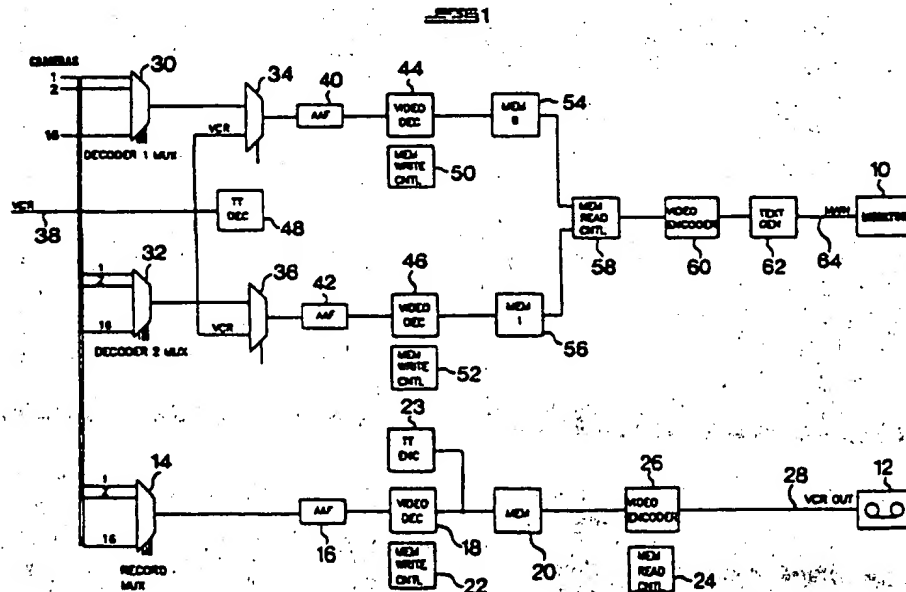 1
CAMERAS
1
2
16
30
DECODER 1 MUX
34
VCR
40
AAF
44
VIDEO DEC
MEM WRITE CNTL
50
MEM 0
54
VCR
38
TT DEC
48
MEM READ CNTL
58
VIDEO ENCODER
60
TEXT GEN
62
MAIN
64
10
MONITOR
1
16
32
DECODER 2 MUX
36
VCR
42
AAF
46
VIDEO DEC
MEM WRITE CNTL
52
MEM 1
56
23
TT ENC
1
16
14
RECORD MUX
AAF
16
VIDEO DEC
18
MEM WRITE CNTL
22
MEM
20
26
VIDEO ENCODER
MEM READ CNTL
24
28
VCR OUT
12